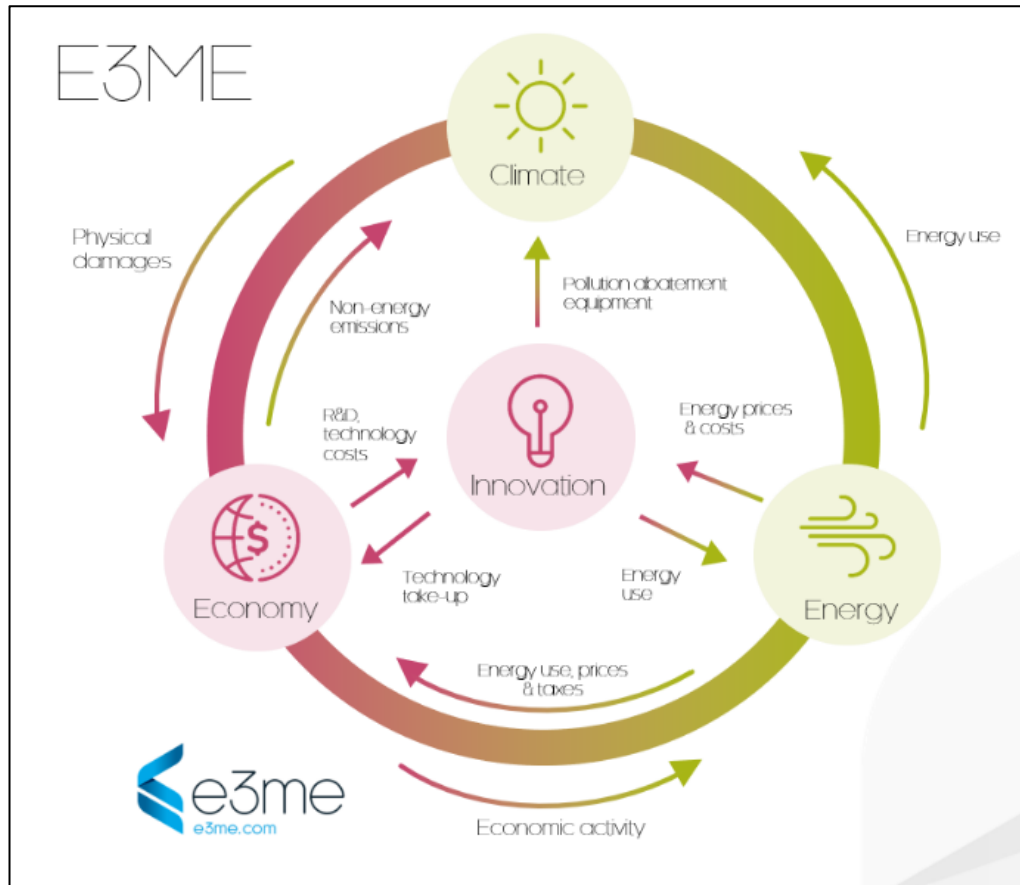 E3ME
Climate
Physical
damages
Energy use
Non-energy
emissions
Pollution abatement
equipment
R&D,
technology
costs
Energy prices
& costs
Innovation
$
Economy
Technology
take-up
Energy
use
Energy
Energy use, prices
& taxes
e3me
e3me.com
Economic activity